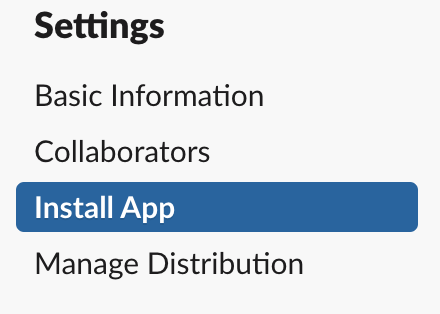 Settings
Basic Information
Collaborators
Install App
Manage Distribution